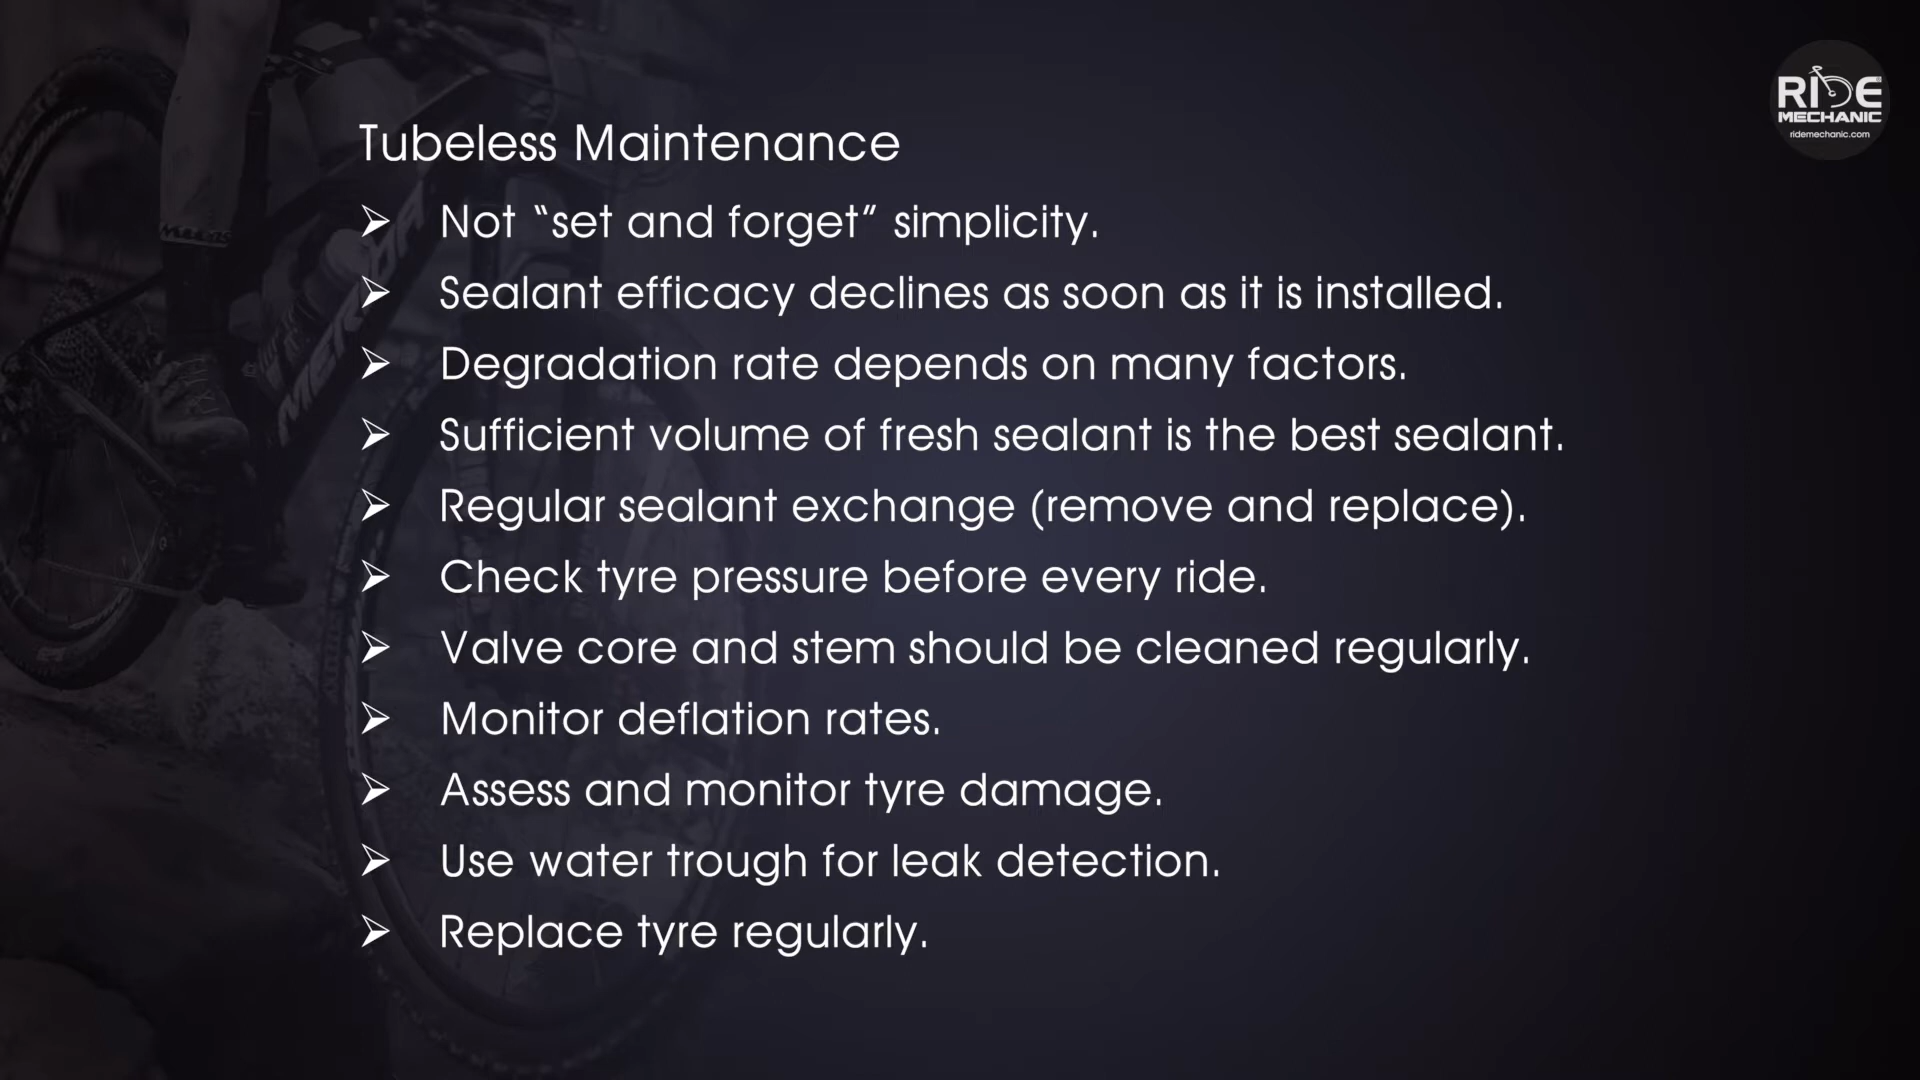 RIDE
MECHANIC
ridemechanic.com
Tubeless Maintenance
➢ Not “set and forget” simplicity.
➢ Sealant efficacy declines as soon as it is installed.
➢ Degradation rate depends on many factors.
➢ Sufficient volume of fresh sealant is the best sealant.
➢ Regular sealant exchange (remove and replace).
➢ Check tyre pressure before every ride.
➢ Valve core and stem should be cleaned regularly.
➢ Monitor deflation rates.
➢ Assess and monitor tyre damage.
➢ Use water trough for leak detection.
➢ Replace tyre regularly.